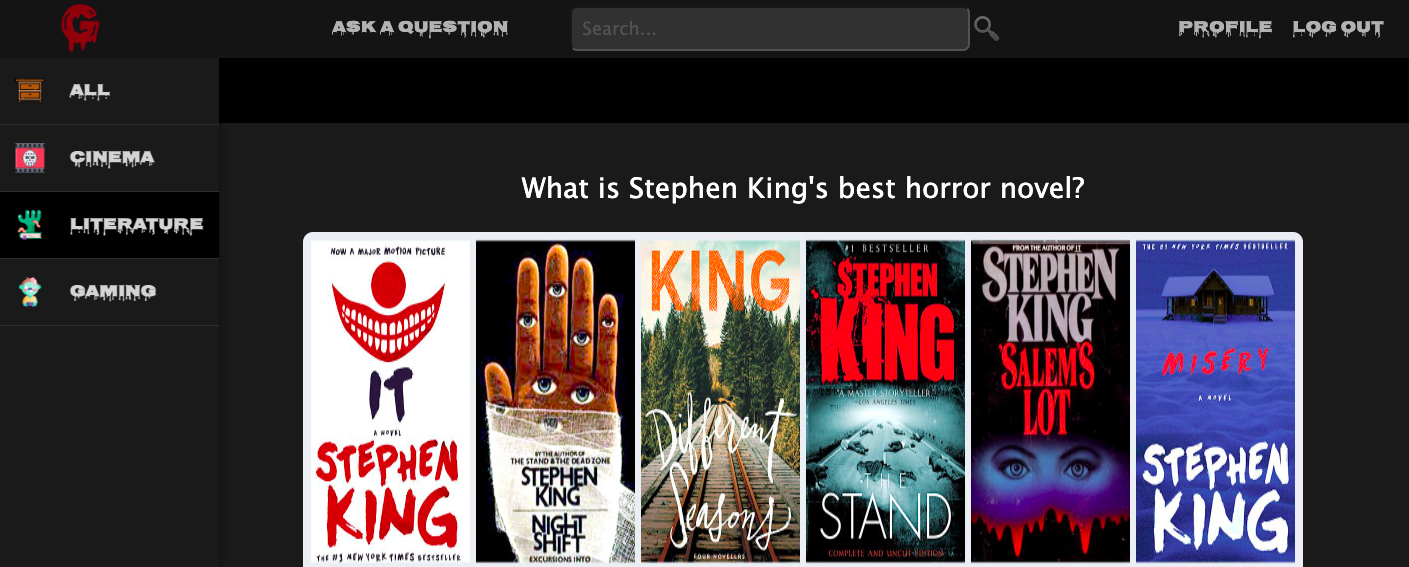 G
ASK A QUESTION
Search...
PROFILE
LOG OUT
ALL
CINEMA
LITERATURE
GAMING
What is Stephen King's best horror novel?
NOW A MAJOR MOTION PICTURE
IT
A NOVEL
STEPHEN
KING
THE #1 NEW YORK TIMES BESTSELLER
BY THE AUTHOR OF
THE STAND & THE DEAD ZONE
STEPHEN
KING
NIGHT
SHIFT
EXCURSIONS INTO
KING
Different
Seasons
FOUR NOVELLAS
#1 BESTSELLER
STEPHEN
KING
"A MASTER STORYTELLER."
—LOS ANGELES TIMES
THE
STAND
COMPLETE AND UNCUT EDITION
FROM THE AUTHOR OF IT
STEPHEN
KING
'SALEM'S
LOT
THE #1 NEW YORK TIMES BESTSELLER
MISERY
A NOVEL
STEPHEN
KING